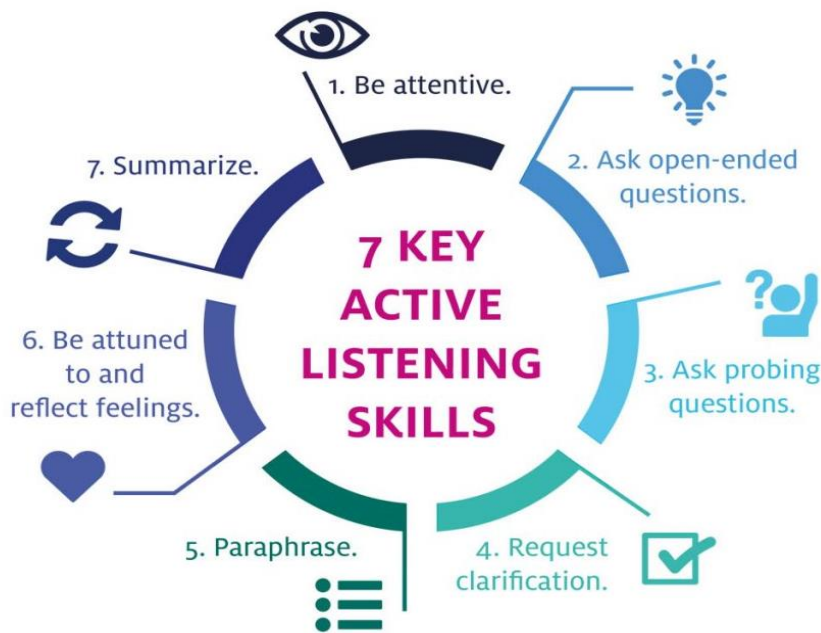 1. Be attentive.
2. Ask open-ended
questions.
3. Ask probing
questions.
4. Request
clarification.
5. Paraphrase.
6. Be attuned
to and
reflect feelings.
7. Summarize.
7 KEY
ACTIVE
LISTENING
SKILLS
?